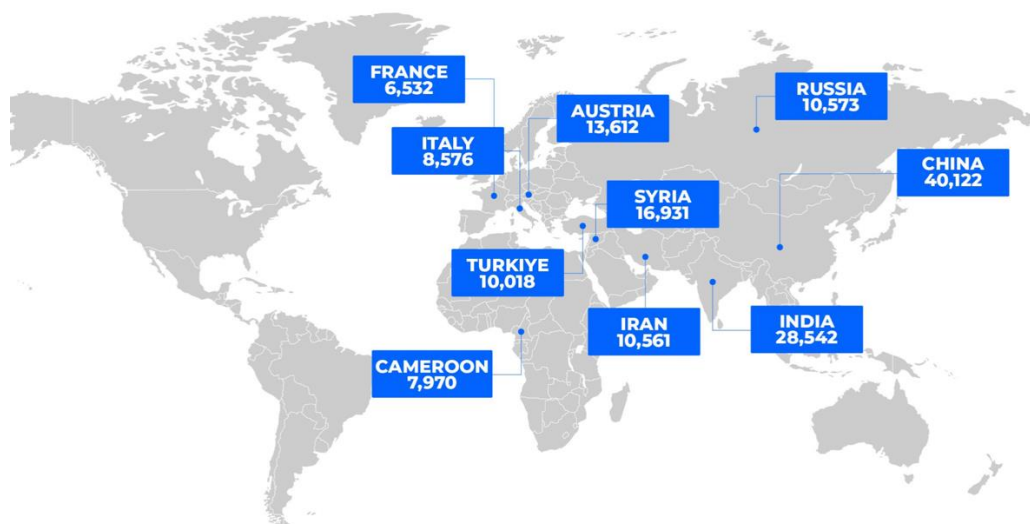 FRANCE
6,532
AUSTRIA
13,612
RUSSIA
10,573
ITALY
8,576
CHINA
40,122
SYRIA
16,931
TURKIYE
10,018
IRAN
10,561
INDIA
28,542
CAMEROON
7,970